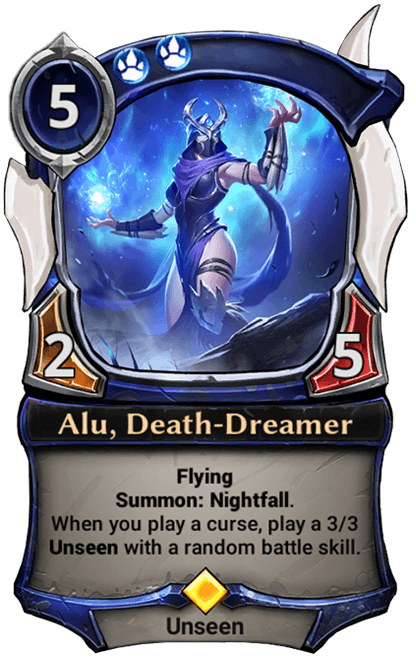 5
2
5
Alu, Death-Dreamer
Flying
Summon: Nightfall.
When you play a curse, play a 3/3
Unseen with a random battle skill.
Unseen